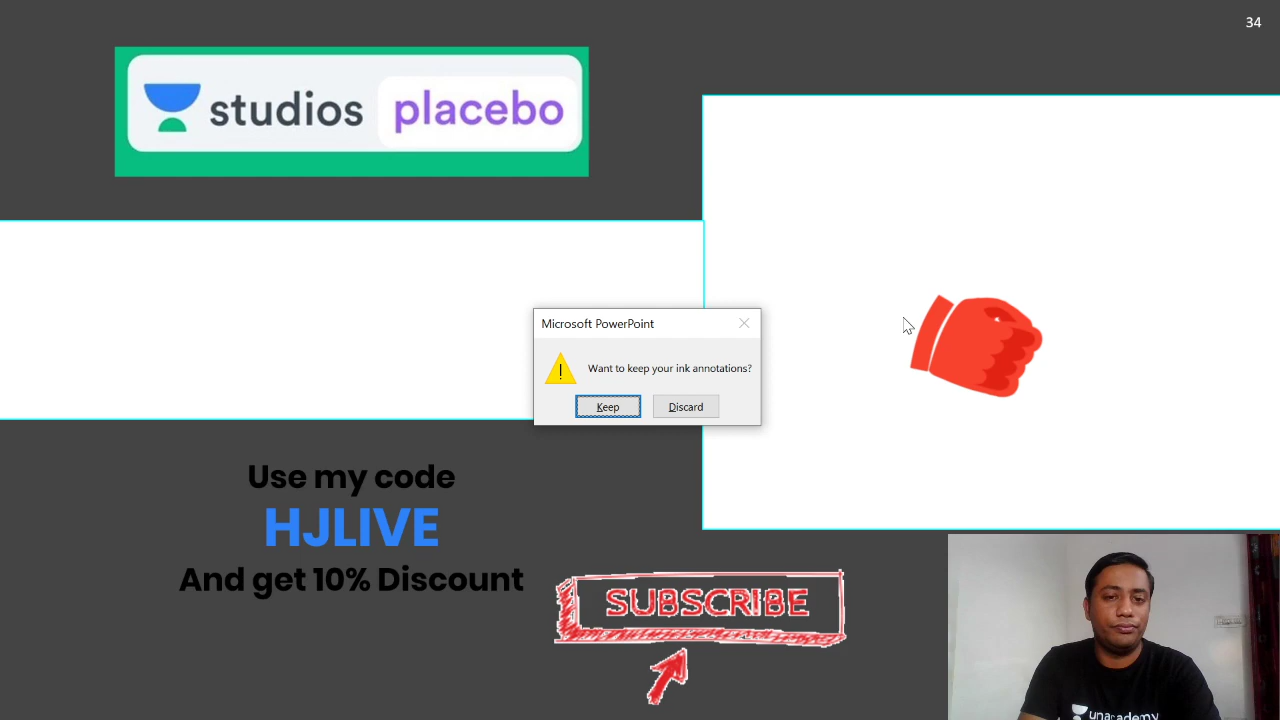 34
studios placebo
Microsoft PowerPoint
Want to keep your ink annotations?
Keep
Discard
Use my code
HJLIVE
And get 10% Discount
SUBSCRIBE
unacademy